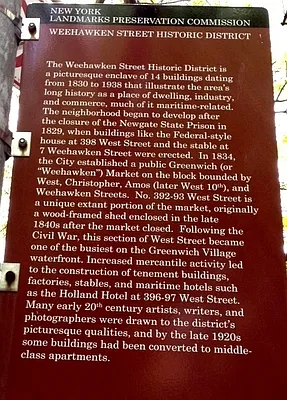 NEW YORK
LANDMARKS PRESERVATION COMMISSION
WEEHAWKEN STREET HISTORIC DISTRICT
The Weehawken Street Historic District is
a picturesque enclave of 14 buildings dating
from 1830 to 1938 that illustrate the area's
long history as a place of dwelling, industry,
and commerce, much of it maritime-related.
The neighborhood began to develop after
the closure of the Newgate State Prison in
1829, when buildings like the Federal-style
house at 398 West Street and the stable at
7 Weehawken Street were erected. In 1834,
the City established a public Greenwich (or
"Weehawken") Market on the block bounded by
West, Christopher, Amos (later West 10th), and
Weehawken Streets. No. 392-93 West Street is
a unique extant portion of the market, originally
a wood-framed shed enclosed in the late
1840s after the market closed. Following the
Civil War, this section of West Street became
one of the busiest on the Greenwich Village
waterfront. Increased mercantile activity led
to the construction of tenement buildings,
factories, stables, and maritime hotels such
as the Holland Hotel at 396-97 West Street.
Many early 20th century artists, writers, and
photographers were drawn to the district's
picturesque qualities, and by the late 1920s
some buildings had been converted to middle-
class apartments.